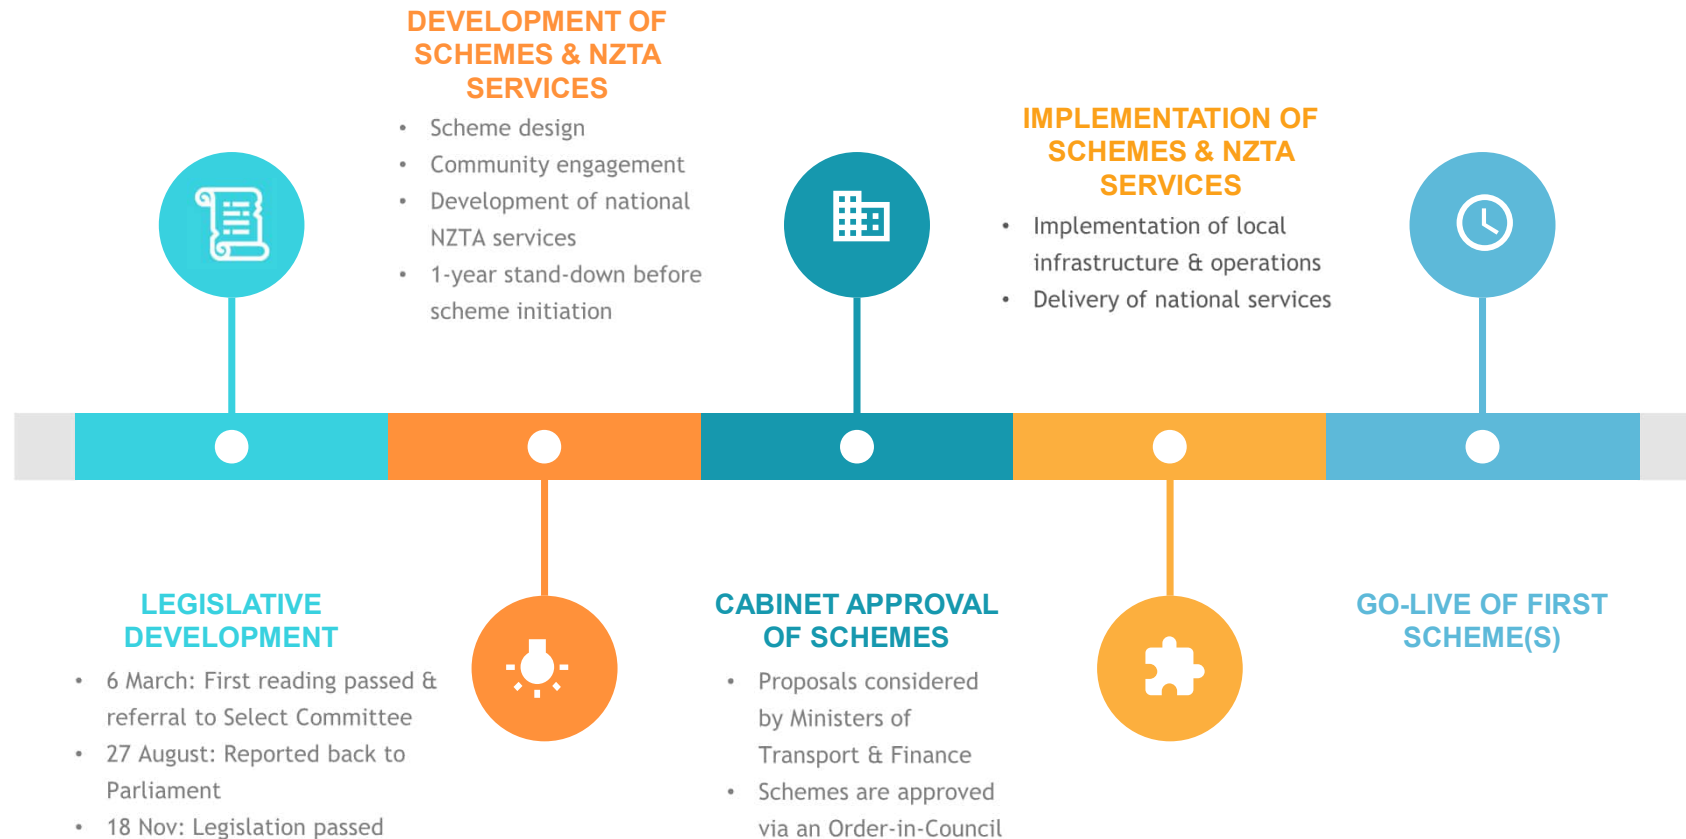 DEVELOPMENT OF
SCHEMES & NZTA
SERVICES
• Scheme design
• Community engagement
• Development of national
NZTA services
• 1-year stand-down before
scheme initiation
IMPLEMENTATION OF
SCHEMES & NZTA
SERVICES
• Implementation of local
infrastructure & operations
• Delivery of national services
LEGISLATIVE
DEVELOPMENT
• 6 March: First reading passed &
referral to Select Committee
• 27 August: Reported back to
Parliament
• 18 Nov: Legislation passed
CABINET APPROVAL
OF SCHEMES
• Proposals considered
by Ministers of
Transport & Finance
• Schemes are approved
via an Order-in-Council
GO-LIVE OF FIRST
SCHEME(S)